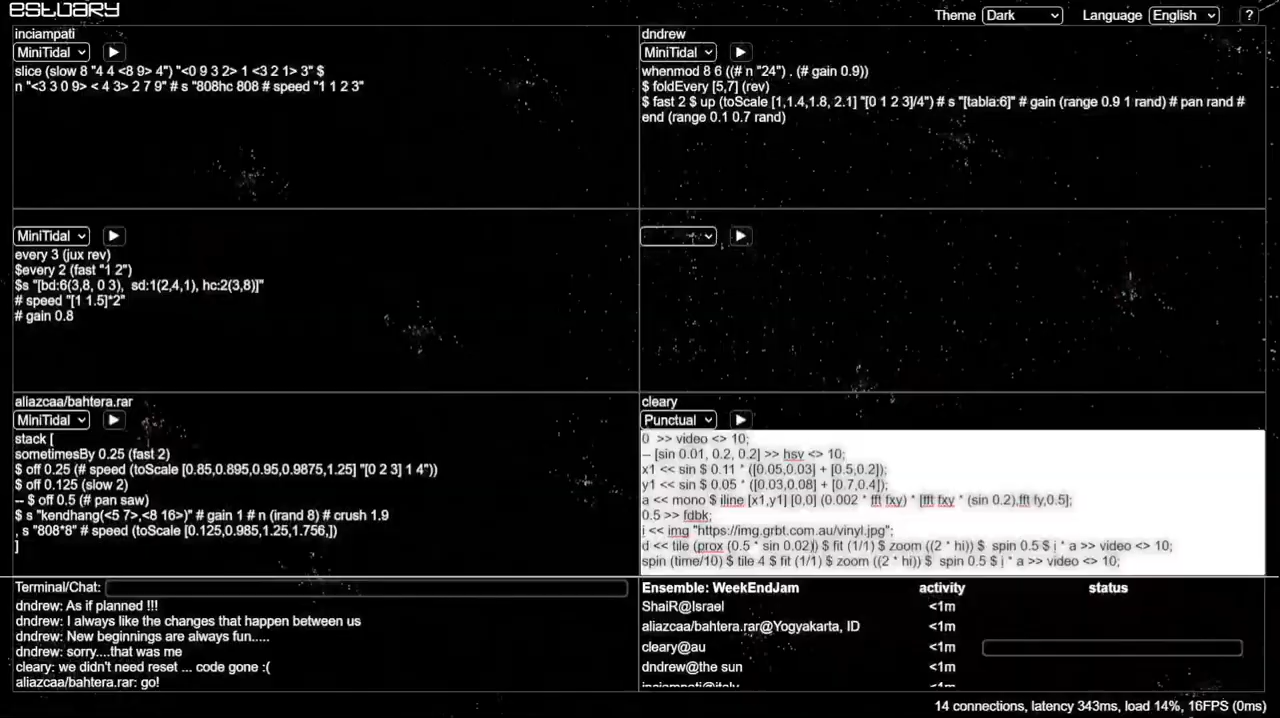 estuary
Theme Dark Language English ?
inciampati
MiniTidal
slice (slow 8 "4 4 <8 9> 4") "<0 9 3 2> 1 <3 2 1> 3" $
n "<3 3 0 9> < 4 3> 2 7 9" # s "808hc 808 # speed "1 1 2 3"
dndrew
MiniTidal
whenmod 8 6 ((# n "24") . (# gain 0.9))
$ foldEvery [5,7] (rev)
$ fast 2 $ up (toScale [1,1.4,1.8, 2.1] "[0 1 2 3]/4") # s "[tabla:6]" # gain (range 0.9 1 rand) # pan rand #
end (range 0.1 0.7 rand)
MiniTidal
every 3 (jux rev)
$every 2 (fast "1 2")
$s "[bd:6(3,8, 0 3),  sd:1(2,4,1), hc:2(3,8)]"
# speed "[1 1.5]*2"
# gain 0.8
aliazcaa/bahtera.rar
MiniTidal
stack [
sometimesBy 0.25 (fast 2)
$ off 0.25 (# speed (toScale [0.85,0.895,0.95,0.9875,1.25] "[0 2 3] 1 4"))
$ off 0.125 (slow 2)
-- $ off 0.5 (# pan saw)
$ s "kendhang(<5 7>,<8 16>)" # gain 1 # n (irand 8) # crush 1.9
, s "808*8" # speed (toScale [0.125,0.985,1.25,1.756,])
]
cleary
Punctual
0  >> video <> 10;
-- [sin 0.01, 0.2, 0.2] >> hsv <> 10;
x1 << sin $ 0.11 * ([0.05,0.03] + [0.5,0.2]);
y1 << sin $ 0.05 * ([0.03,0.08] + [0.7,0.4]);
a << mono $ iline [x1,y1] [0,0] (0.002 * fft fxy) * [fft fxy * (sin 0.2),fft fy,0.5];
0.5 >> fdbk;
i << img "https://img.grbt.com.au/vinyl.jpg";
d << tile (prox (0.5 * sin 0.02)) $ fit (1/1) $ zoom ((2 * hi)) $  spin 0.5 $ i * a >> video <> 10;
spin (time/10) $ tile 4 $ fit (1/1) $ zoom ((2 * hi)) $  spin 0.5 $ i * a >> video <> 10;
Terminal/Chat:
dndrew: As if planned !!!
dndrew: I always like the changes that happen between us
dndrew: New beginnings are always fun.....
dndrew: sorry....that was me
cleary: we didn't need reset ... code gone :(
aliazcaa/bahtera.rar: go!
Ensemble: WeekEndJam activity status
ShaiR@Israel <1m
aliazcaa/bahtera.rar@Yogyakarta, ID <1m
cleary@au <1m
dndrew@the sun <1m
inciampati@italy <1m
14 connections, latency 343ms, load 14%, 16FPS (0ms)